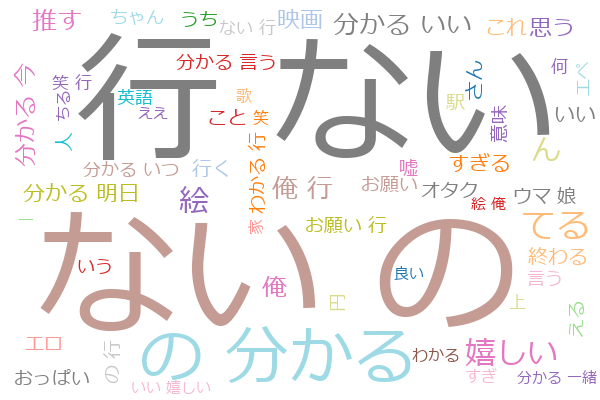 推す
ちゃん
うち
ない 行
映画
分かる いい
これ
思う
行 ない
分かる 言う
何
エペ
分かる 今
笑 行
ちる
英語
ええ
歌
笑
駅
さん
意味
いい
人
こと
わかる 行
嘘
すぎる
ん
分かる いつ
行く
お願い
俺 行
オタク
ウマ 娘
分かる 明日
絵
絵 俺
ない の
家
お願い 行
てる
一
いう
俺
良い
円
上
終わる
言う
える
エロ
の 行
の 分かる
わかる
嬉しい
おっぱい
いい 嬉しい
すぎ
分かる 一緒